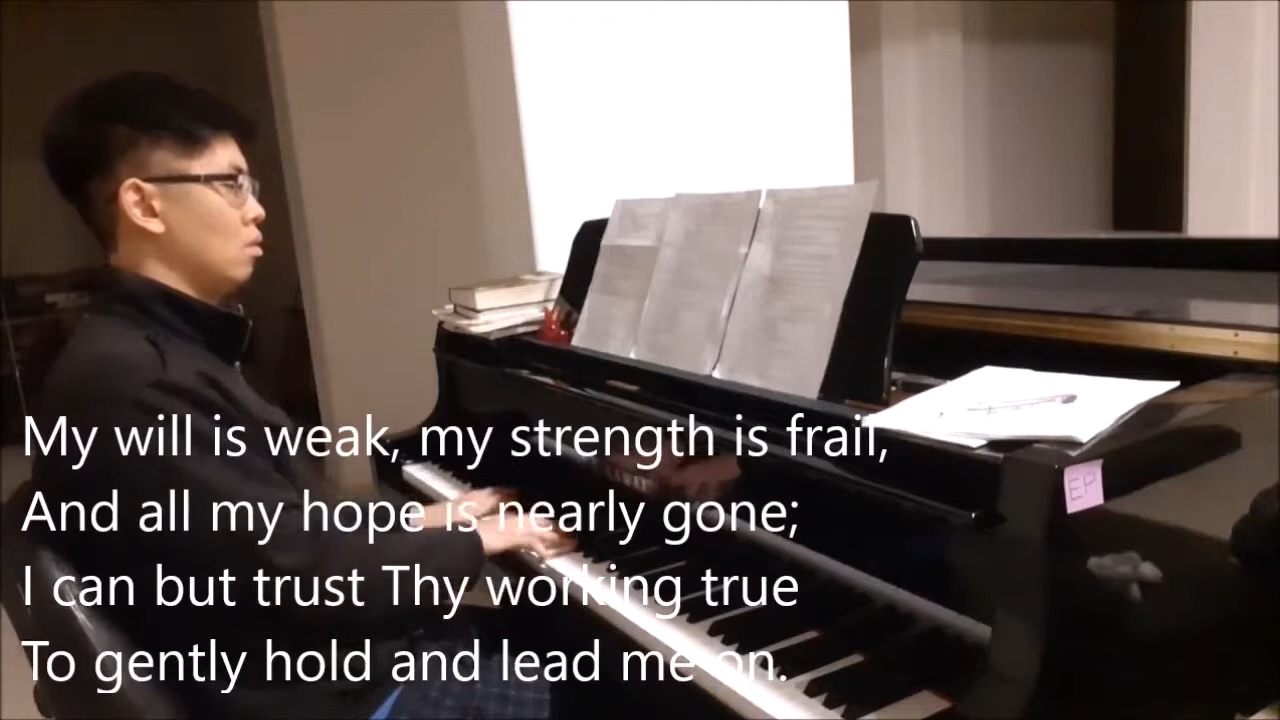 My will is weak, my strength is frail,
And all my hope is nearly gone;
I can but trust Thy working true
To gently hold and lead me on.
EP